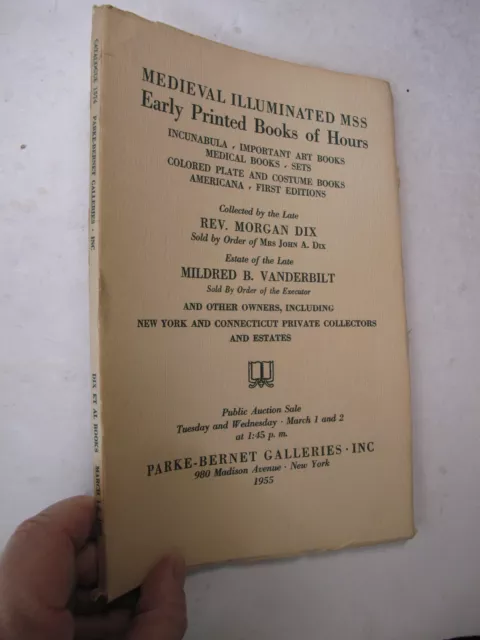 MEDIEVAL ILLUMINATED MSS
Early Printed Books of Hours
INCUNABULA · IMPORTANT ART BOOKS
MEDICAL BOOKS · SETS
COLORED PLATE AND COSTUME BOOKS
AMERICANA · FIRST EDITIONS
Collected by the Late
REV. MORGAN DIX
Sold by Order of MRS JOHN A. DIX
Estate of the Late
MILDRED B. VANDERBILT
Sold By Order of the Executor
AND OTHER OWNERS, INCLUDING
NEW YORK AND CONNECTICUT PRIVATE COLLECTORS
AND ESTATES
Public Auction Sale
Tuesday and Wednesday · March 1 and 2
at 1:45 p. m.
PARKE-BERNET GALLERIES · INC
980 Madison Avenue · New York
1955
CATALOGUE 1574 PARKE-BERNET GALLERIES · INC
DIX ET AL BOOKS MARCH